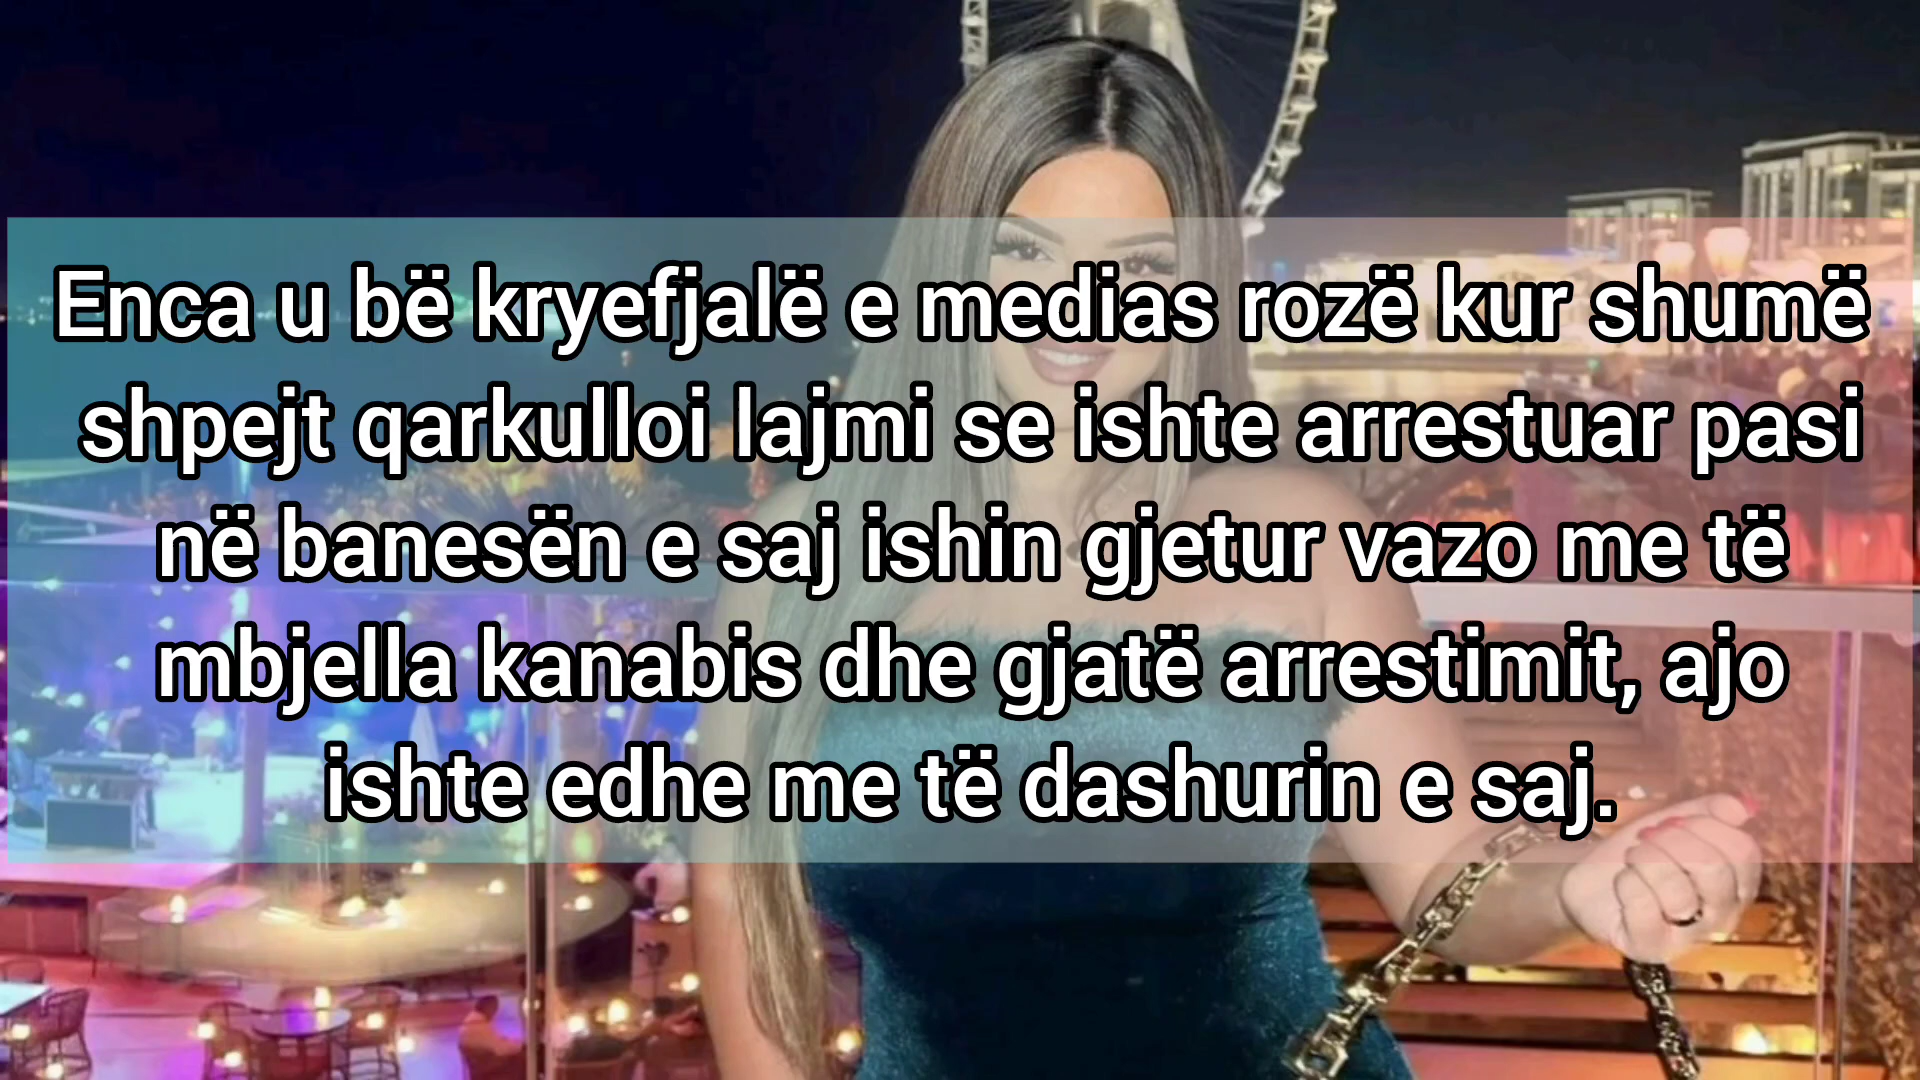 Enca u bë kryefjalë e medias rozë kur shumë
shpejt qarkulloi lajmi se ishte arrestuar pasi
në banesën e saj ishin gjetur vazo me të
mbjella kanabis dhe gjatë arrestimit, ajo
ishte edhe me të dashurin e saj.